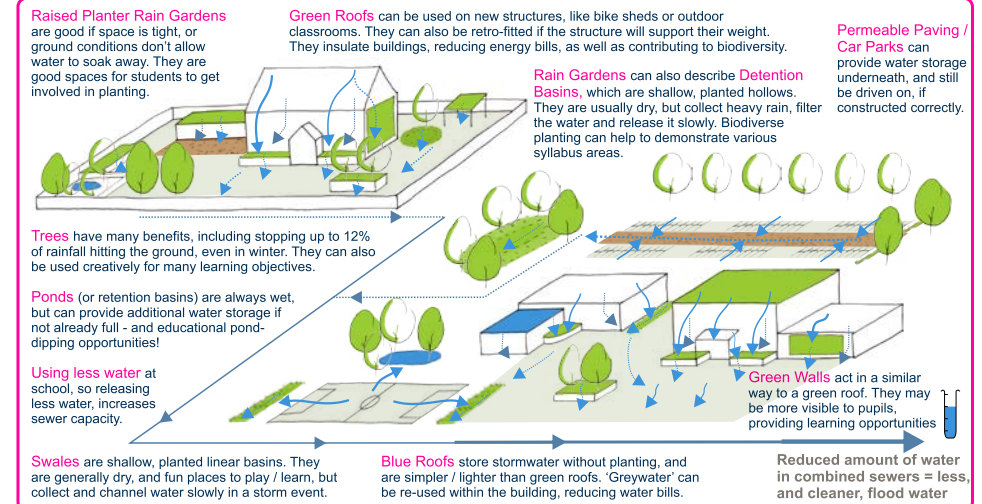 Raised Planter Rain Gardens
are good if space is tight, or
ground conditions don't allow
water to soak away. They are
good spaces for students to get
involved in planting.
Green Roofs can be used on new structures, like bike sheds or outdoor
classrooms. They can also be retro-fitted if the structure will support their weight.
They insulate buildings, reducing energy bills, as well as contributing to biodiversity.
Permeable Paving /
Car Parks can
provide water storage
underneath, and still
be driven on, if
constructed correctly.
Rain Gardens can also describe Detention
Basins, which are shallow, planted hollows.
They are usually dry, but collect heavy rain, filter
the water and release it slowly. Biodiverse
planting can help to demonstrate various
syllabus areas.
Trees have many benefits, including stopping up to 12%
of rainfall hitting the ground, even in winter. They can also
be used creatively for many learning objectives.
Ponds (or retention basins) are always wet,
but can provide additional water storage if
not already full - and educational pond-
dipping opportunities!
Using less water at
school, so releasing
less water, increases
sewer capacity.
Green Walls act in a similar
way to a green roof. They may
be more visible to pupils,
providing learning opportunities
Swales are shallow, planted linear basins. They
are generally dry, and fun places to play / learn, but
collect and channel water slowly in a storm event.
Blue Roofs store stormwater without planting, and
are simpler / lighter than green roofs. 'Greywater' can
be re-used within the building, reducing water bills.
Reduced amount of water
in combined sewers = less,
and cleaner, flood water